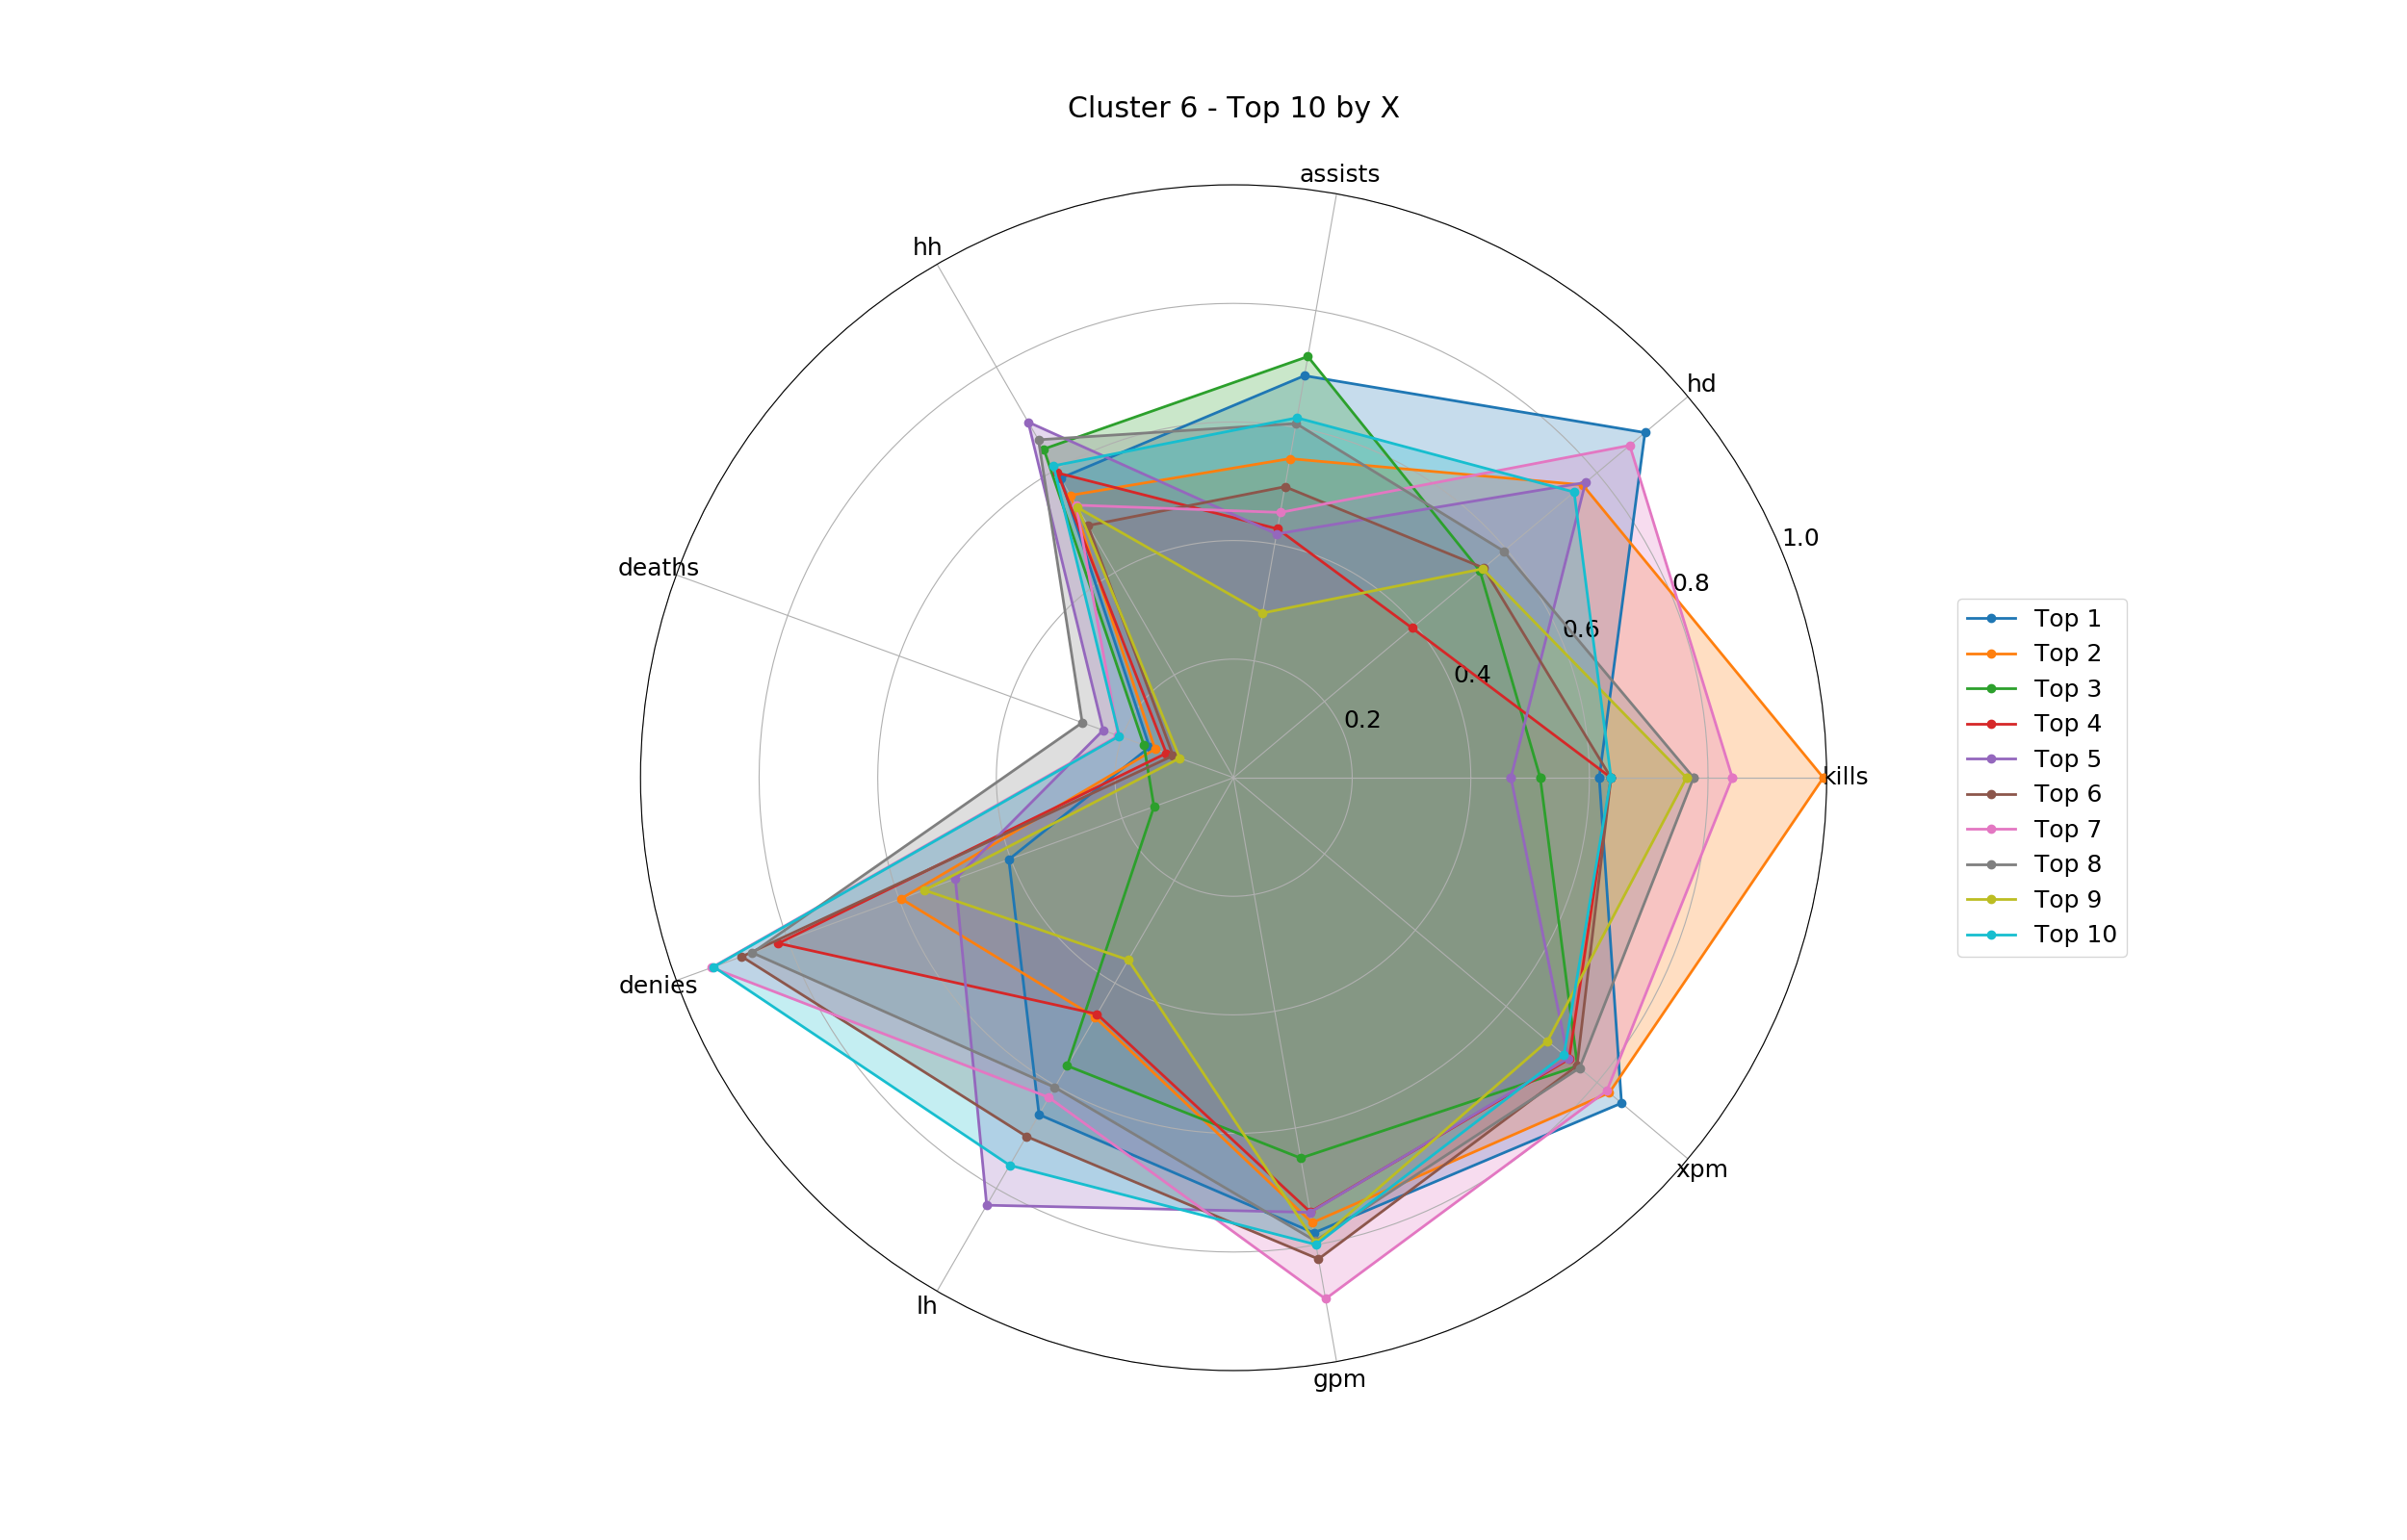 Cluster 6 - Top 10 by X
assists
hh
hd
1.0
deaths
0.8
0.6
0.4
0.2
kills
denies
xpm
lh
gpm
Top 1
Top 2
Top 3
Top 4
Top 5
Top 6
Top 7
Top 8
Top 9
Top 10